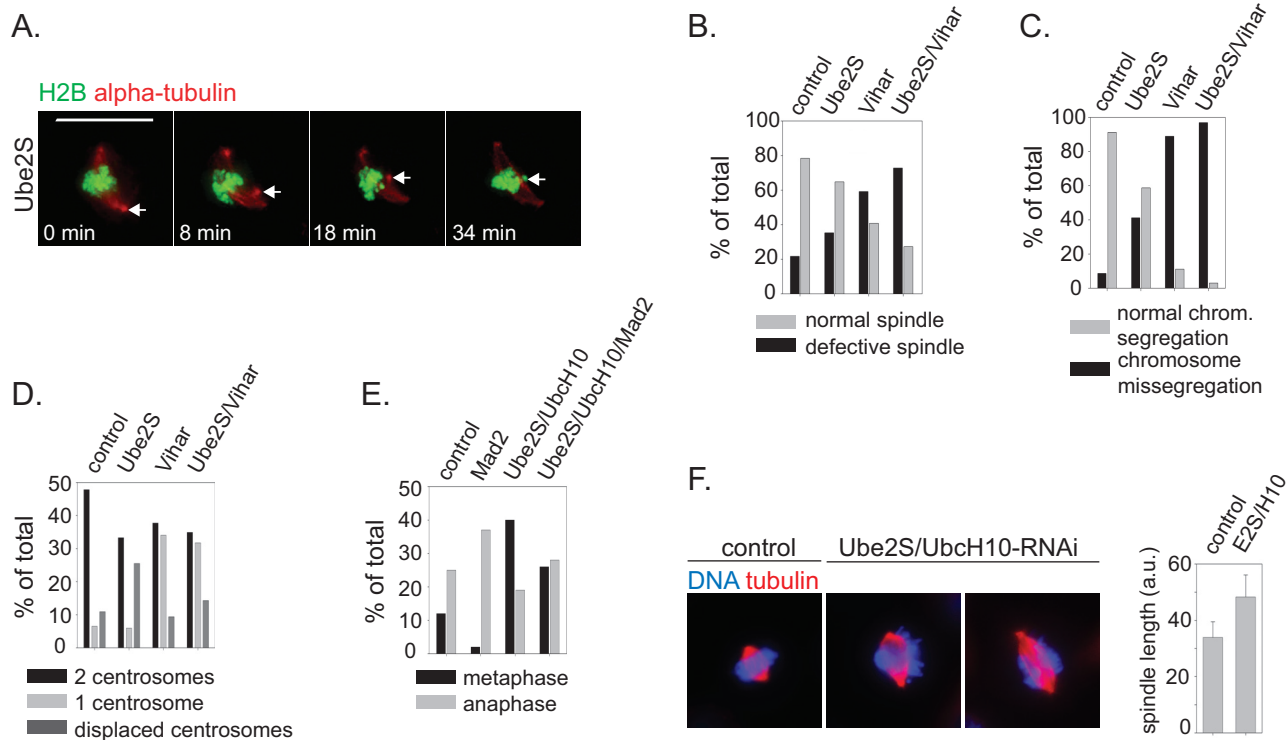 A.
H2B alpha-tubulin
Ube2S
0 min
8 min
18 min
34 min
B.
control
Ube2S
Vihar
Ube2S/Vihar
% of total
100
80
60
40
20
0
normal spindle
defective spindle
C.
control
Ube2S
Vihar
Ube2S/Vihar
% of total
100
80
60
40
20
0
normal chrom.
segregation
chromosome
missegregation
D.
control
Ube2S
Vihar
Ube2S/Vihar
% of total
50
40
30
20
10
0
2 centrosomes
1 centrosome
displaced centrosomes
E.
control
Mad2
Ube2S/UbcH10
Ube2S/UbcH10/Mad2
% of total
50
40
30
20
10
0
metaphase
anaphase
F.
control
Ube2S/UbcH10-RNAi
DNA tubulin
control
E2S/H10
spindle length (a.u.)
60
40
20
0